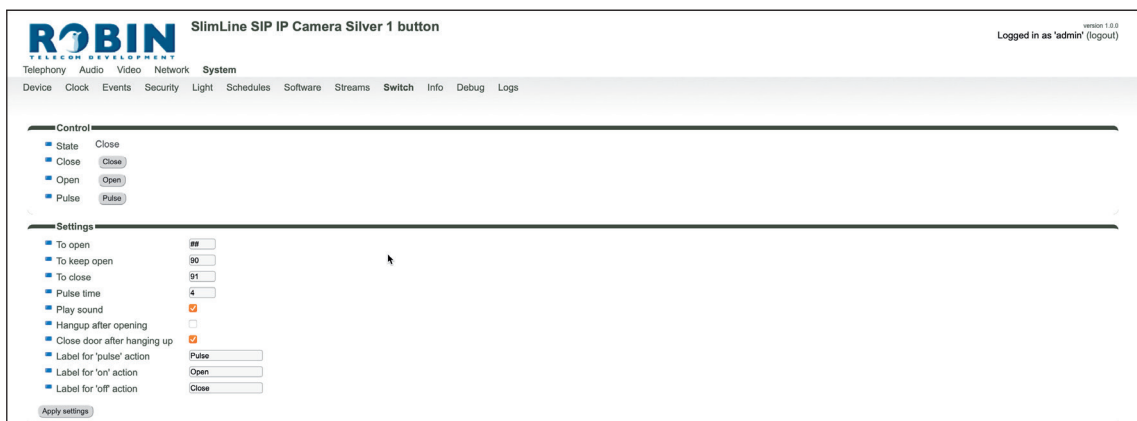 ROBIN
TELECOM DEVELOPMENT
SlimLine SIP IP Camera Silver 1 button
version 1.0.0
Logged in as 'admin' (logout)
Telephony Audio Video Network System
Device Clock Events Security Light Schedules Software Streams Switch Info Debug Logs
Control
State Close
Close Close
Open Open
Pulse Pulse
Settings
To open ##
To keep open 90
To close 91
Pulse time 4
Play sound
Hangup after opening
Close door after hanging up
Label for 'pulse' action Pulse
Label for 'on' action Open
Label for 'off' action Close
Apply settings